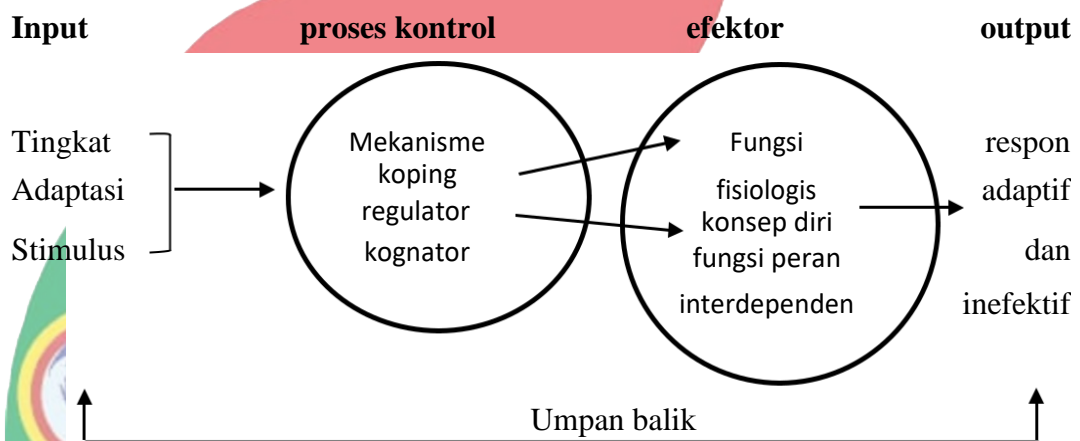 Input proses kontrol efektor output
Tingkat
Adaptasi
Stimulus
Mekanisme
koping
regulator
kognator
Fungsi
fisiologis
konsep diri
fungsi peran
interdependen
respon
adaptif
dan
inefektif
Umpan balik